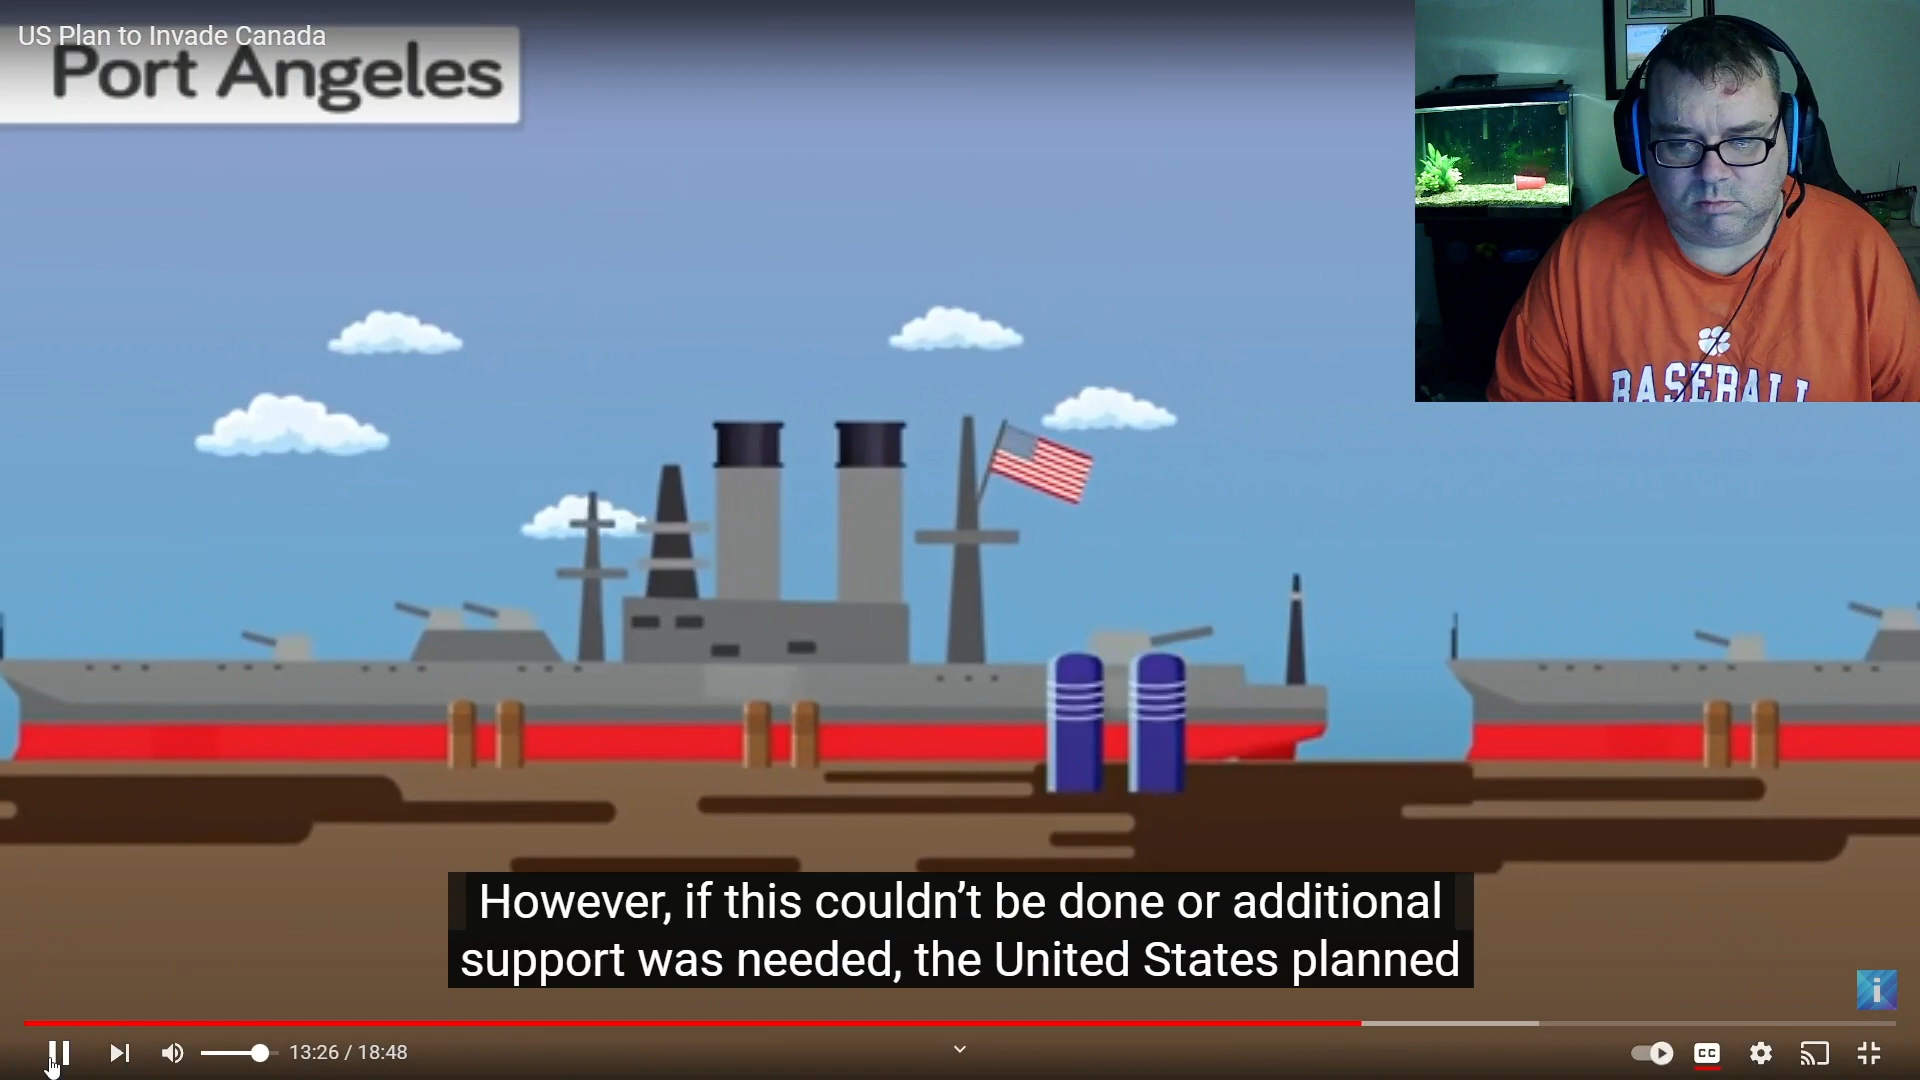 US Plan to Invade Canada
Port Angeles
BASEBALL
However, if this couldn’t be done or additional
support was needed, the United States planned
i
13:26 / 18:48
CC